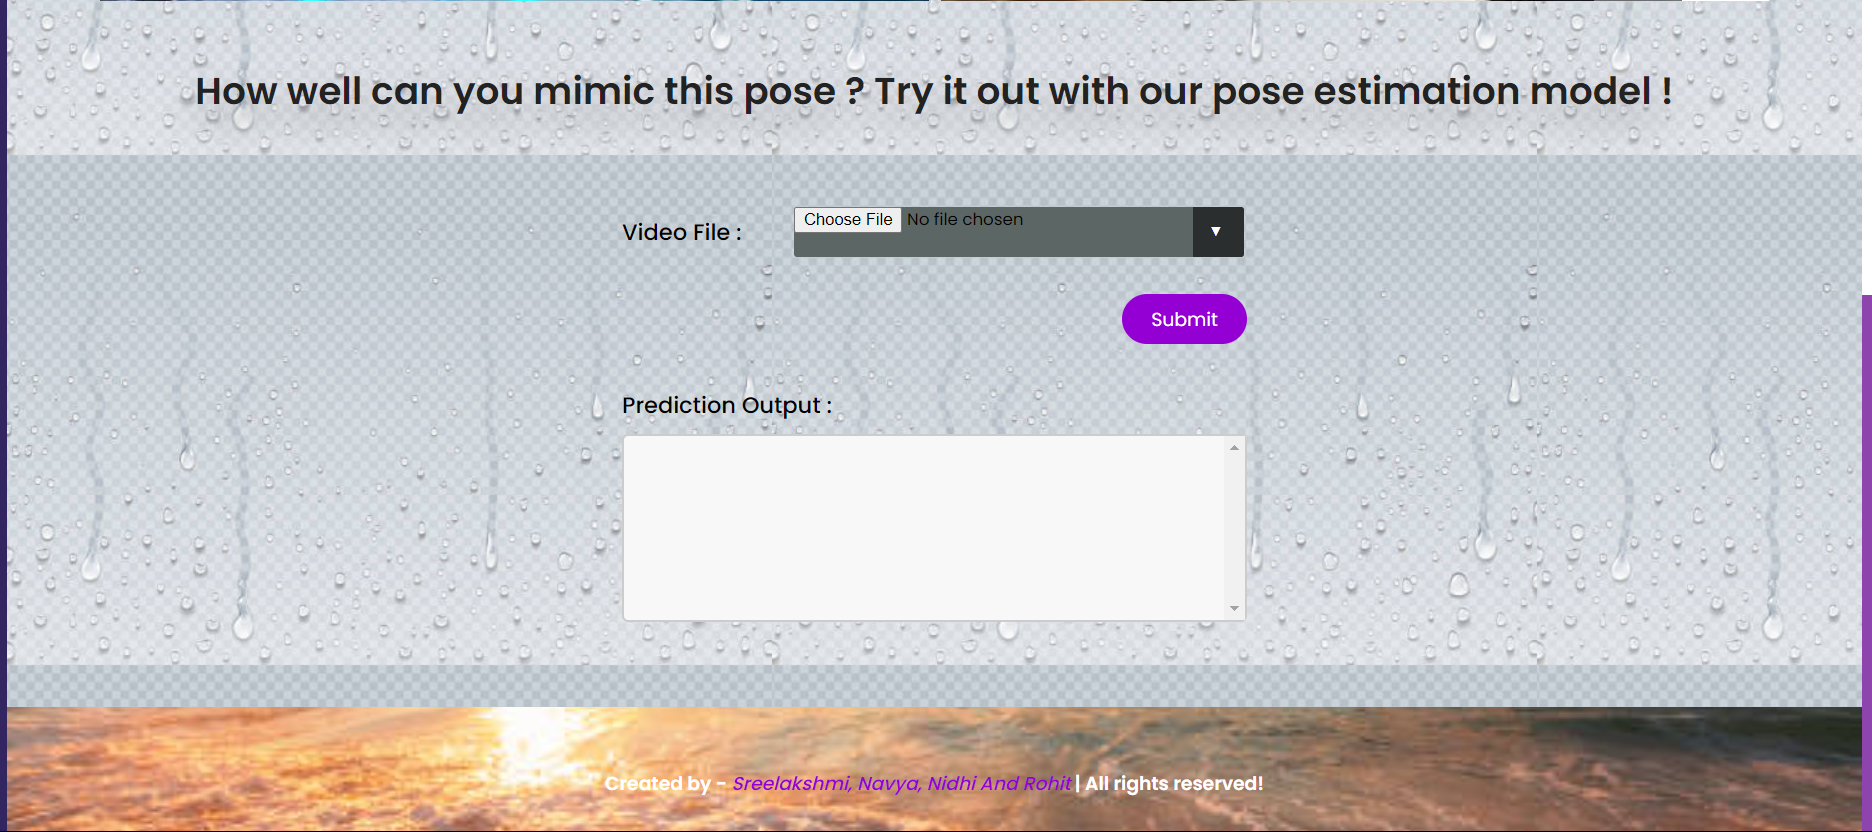 How well can you mimic this pose ? Try it out with our pose estimation model !
Video File :
Choose File No file chosen
Submit
Prediction Output :
Created by - Sreelakshmi, Navya, Nidhi And Rohit | All rights reserved!